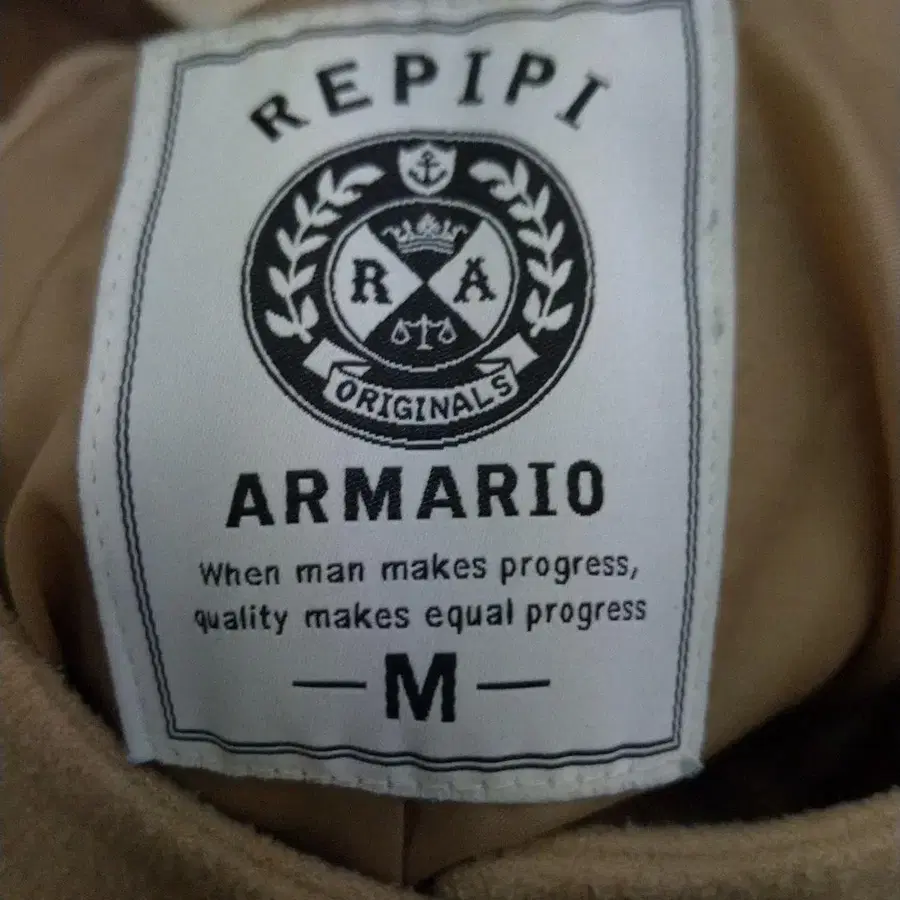 REPIPI
R A
ORIGINALS
ARMARIO
When man makes progress,
quality makes equal progress
— M —